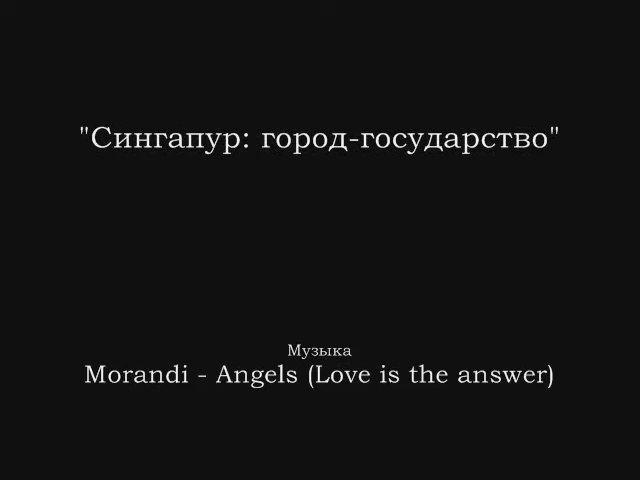 "Сингапур: город-государство"
Музыка
Morandi - Angels (Love is the answer)